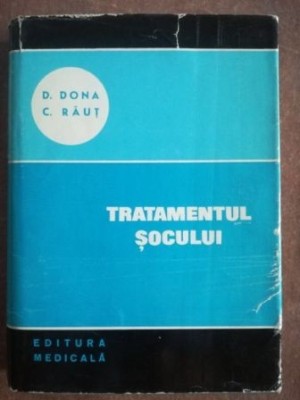 D. DONA
C. RĂUȚ
TRATAMENTUL
ȘOCULUI
EDITURA
MEDICALĂ